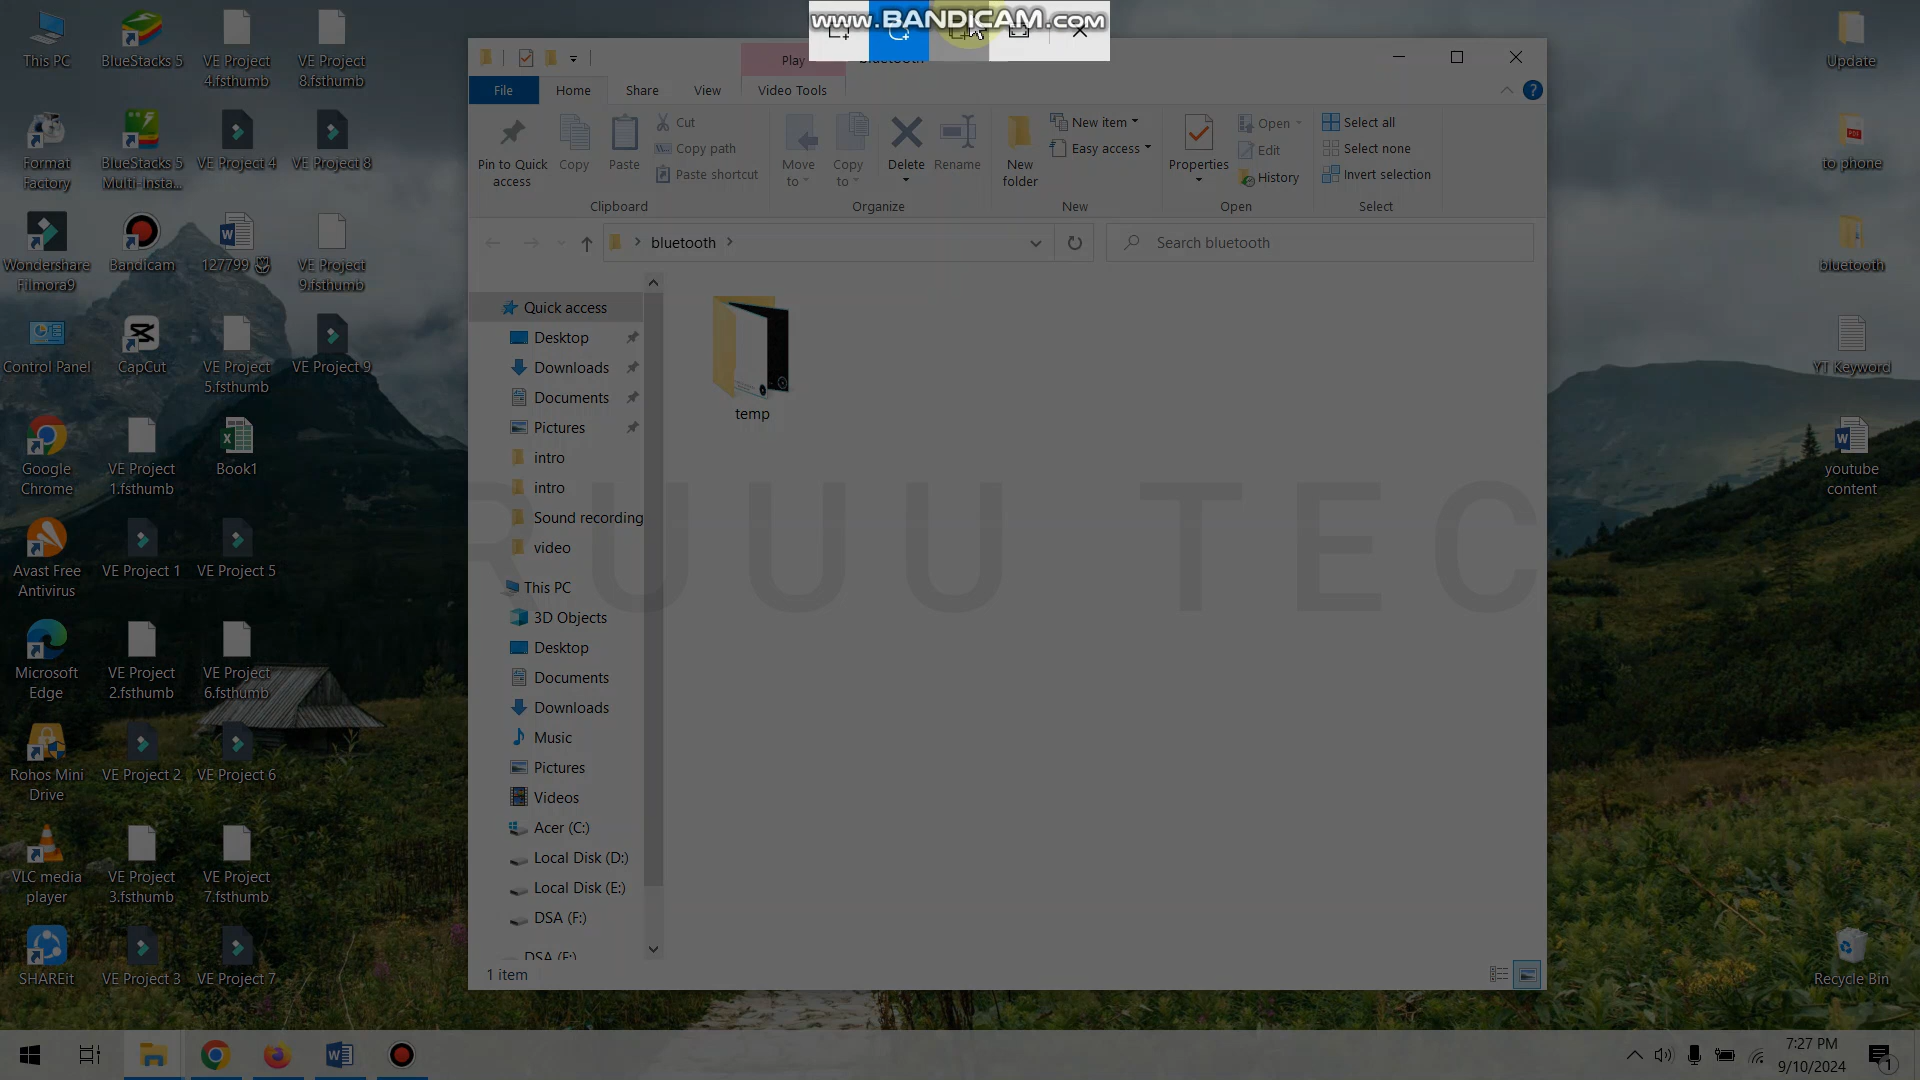 www.BANDICAM.com
This PC
BlueStacks 5
VE Project
4.fsthumb
VE Project
8.fsthumb
Format
Factory
BlueStacks 5
Multi-Insta...
VE Project 4
VE Project 8
Wondershare
Filmora9
Bandicam
127799
VE Project
9.fsthumb
Control Panel
CapCut
VE Project
5.fsthumb
VE Project 9
Google
Chrome
VE Project
1.fsthumb
Book1
Avast Free
Antivirus
VE Project 1
VE Project 5
Microsoft
Edge
VE Project
2.fsthumb
VE Project
6.fsthumb
Rohos Mini
Drive
VE Project 2
VE Project 6
VLC media
player
VE Project
3.fsthumb
VE Project
7.fsthumb
SHAREit
VE Project 3
VE Project 7
Play
bluetooth
File
Home
Share
View
Video Tools
Pin to Quick
access
Copy
Paste
Cut
Copy path
Paste shortcut
Clipboard
Move
to
Copy
to
Delete
Rename
Organize
New
folder
New item
Easy access
New
Properties
Open
Edit
History
Open
Select all
Select none
Invert selection
Select
bluetooth
Search bluetooth
Quick access
Desktop
Downloads
Documents
Pictures
intro
intro
Sound recording
video
This PC
3D Objects
Desktop
Documents
Downloads
Music
Pictures
Videos
Acer (C:)
Local Disk (D:)
Local Disk (E:)
DSA (F:)
DSA (F:)
temp
RUUU TEC
1 item
Update
to phone
bluetooth
YT Keyword
youtube
content
Recycle Bin
7:27 PM
9/10/2024
1